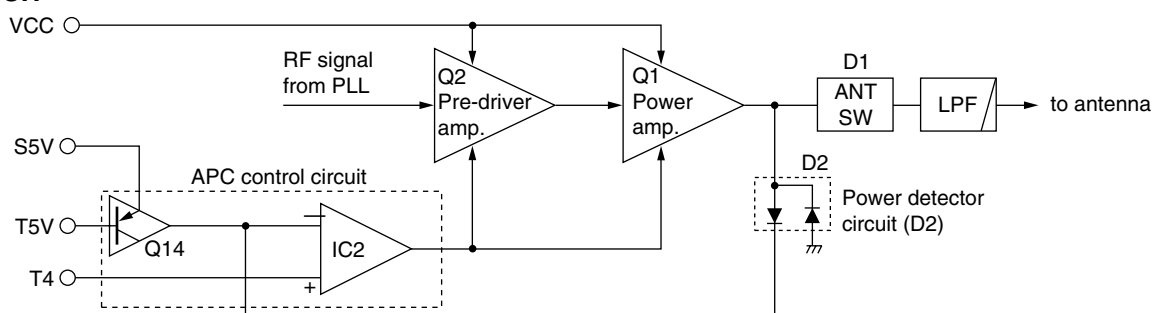 VCC
RF signal
from PLL
Q2
Pre-driver
amp.
Q1
Power
amp.
D1
ANT
SW
LPF
to antenna
S5V
APC control circuit
D2
Power detector
circuit (D2)
T5V
Q14
IC2
T4
−
+